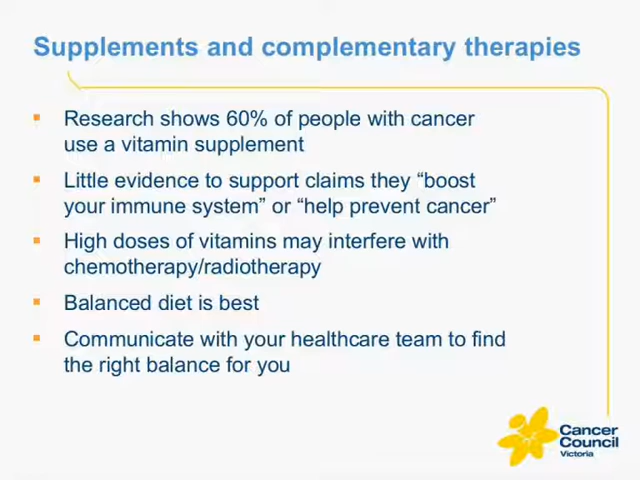 Supplements and complementary therapies
Research shows 60% of people with cancer
use a vitamin supplement
Little evidence to support claims they “boost
your immune system” or “help prevent cancer”
High doses of vitamins may interfere with
chemotherapy/radiotherapy
Balanced diet is best
Communicate with your healthcare team to find
the right balance for you
Cancer
Council
Victoria